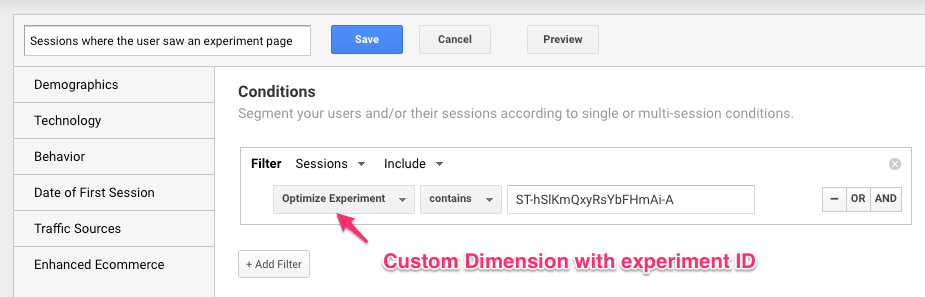 Sessions where the user saw an experiment page
Save
Cancel
Preview
Demographics
Technology
Behavior
Date of First Session
Traffic Sources
Enhanced Ecommerce
Conditions
Segment your users and/or their sessions according to single or multi-session conditions.
Filter Sessions Include
Optimize Experiment contains ST-hSlKmQxyRsYbFHmAi-A − OR AND
Custom Dimension with experiment ID
+ Add Filter